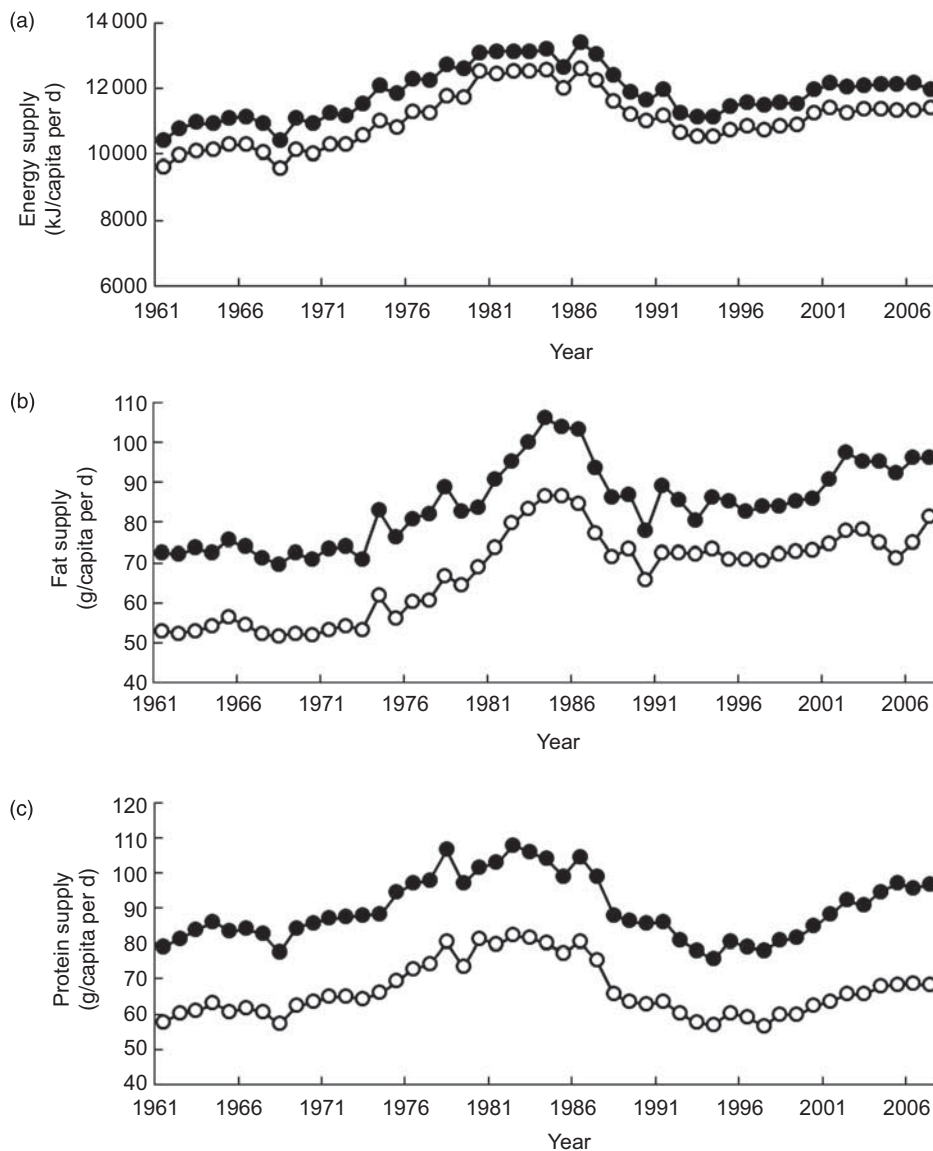 (a)
Energy supply
(kJ/capita per d)
14 000
12 000
10 000
8000
6000
1961 1966 1971 1976 1981 1986 1991 1996 2001 2006
Year
(b)
Fat supply
(g/capita per d)
110
100
90
80
70
60
50
40
1961 1966 1971 1976 1981 1986 1991 1996 2001 2006
Year
(c)
Protein supply
(g/capita per d)
120
110
100
90
80
70
60
50
40
1961 1966 1971 1976 1981 1986 1991 1996 2001 2006
Year